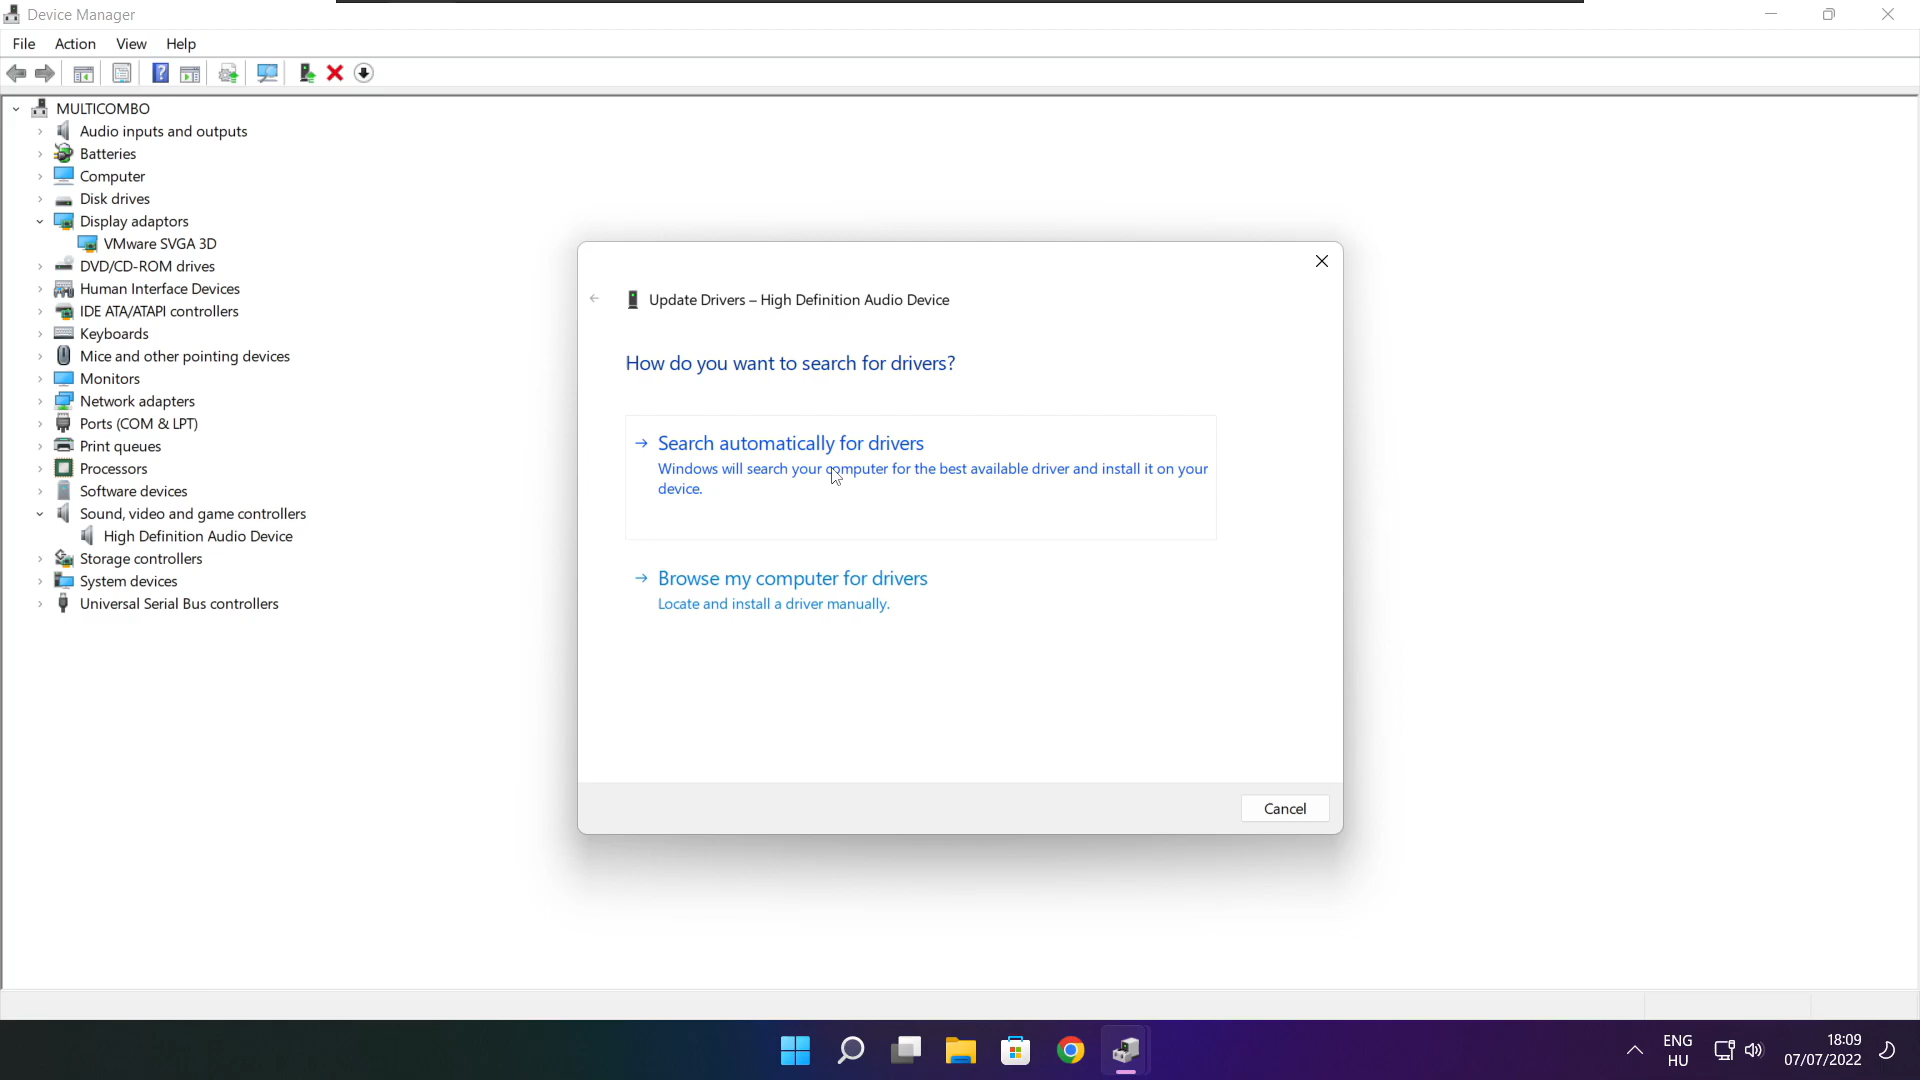 Device Manager
File Action View Help
MULTICOMBO
Audio inputs and outputs
Batteries
Computer
Disk drives
Display adaptors
VMware SVGA 3D
DVD/CD-ROM drives
Human Interface Devices
IDE ATA/ATAPI controllers
Keyboards
Mice and other pointing devices
Monitors
Network adapters
Ports (COM & LPT)
Print queues
Processors
Software devices
Sound, video and game controllers
High Definition Audio Device
Storage controllers
System devices
Universal Serial Bus controllers
Update Drivers – High Definition Audio Device
How do you want to search for drivers?
Search automatically for drivers
Windows will search your computer for the best available driver and install it on your
device.
Browse my computer for drivers
Locate and install a driver manually.
Cancel
ENG
HU
18:09
07/07/2022